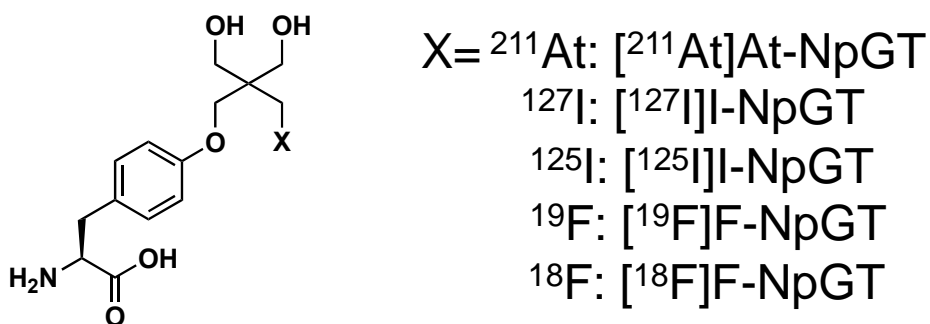 OH OH
X= ²¹¹At: [²¹¹At]At-NpGT
¹²⁷I: [¹²⁷I]I-NpGT
O X
¹²⁵I: [¹²⁵I]I-NpGT
¹⁹F: [¹⁹F]F-NpGT
H₂N OH
¹⁸F: [¹⁸F]F-NpGT
O